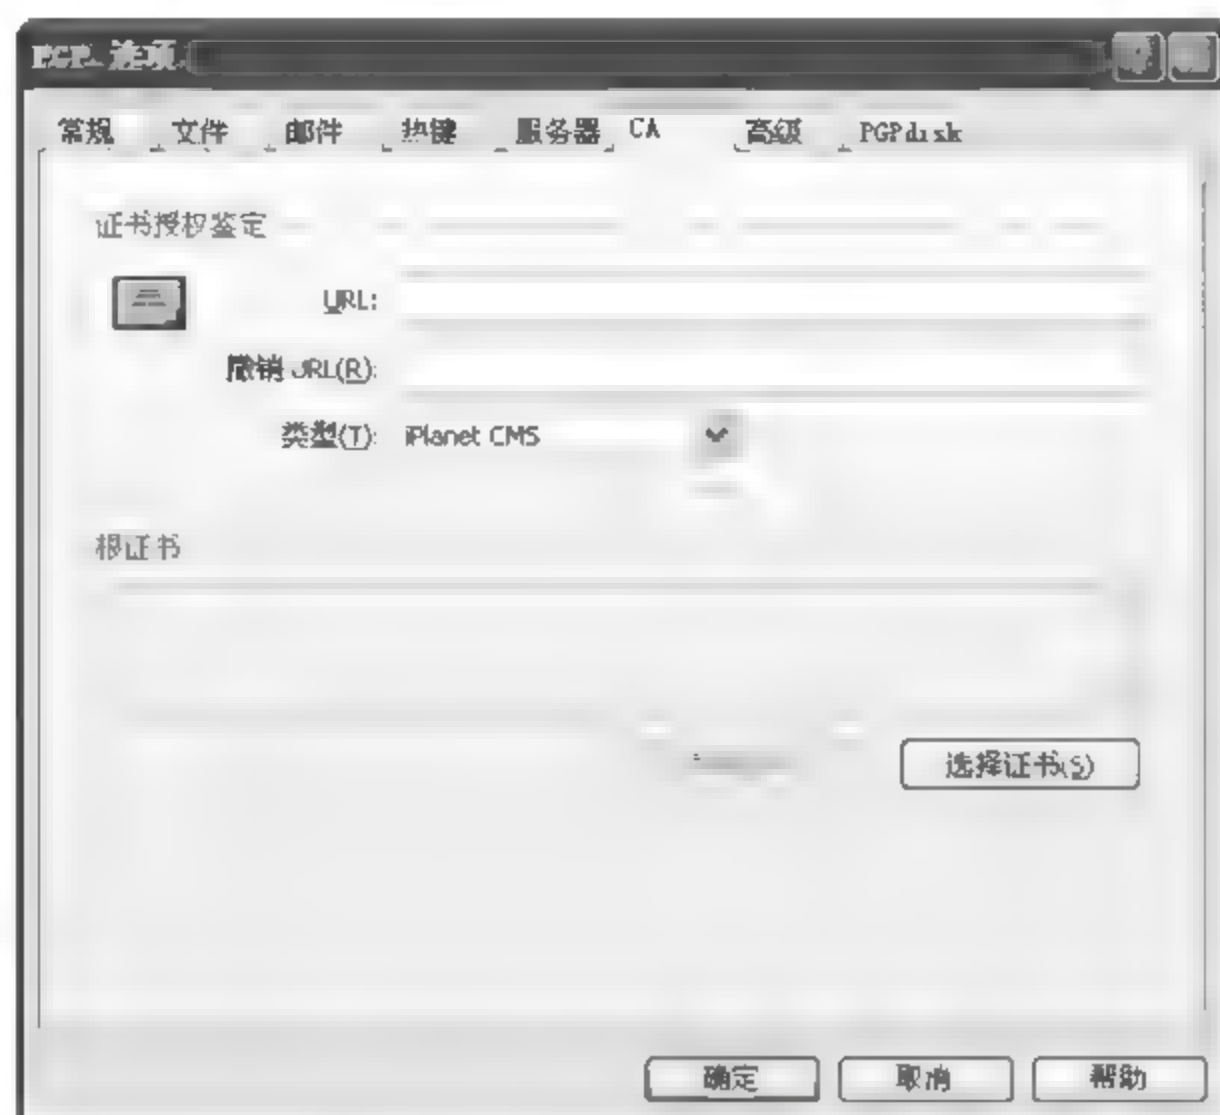 PGP 选项
常规 文件 邮件 热键 服务器 CA 高级 PGPdisk
证书授权鉴定
URL:
撤销 URL(R):
类型(T): iPlanet CMS
根证书
选择证书(S)
确定 取消 帮助